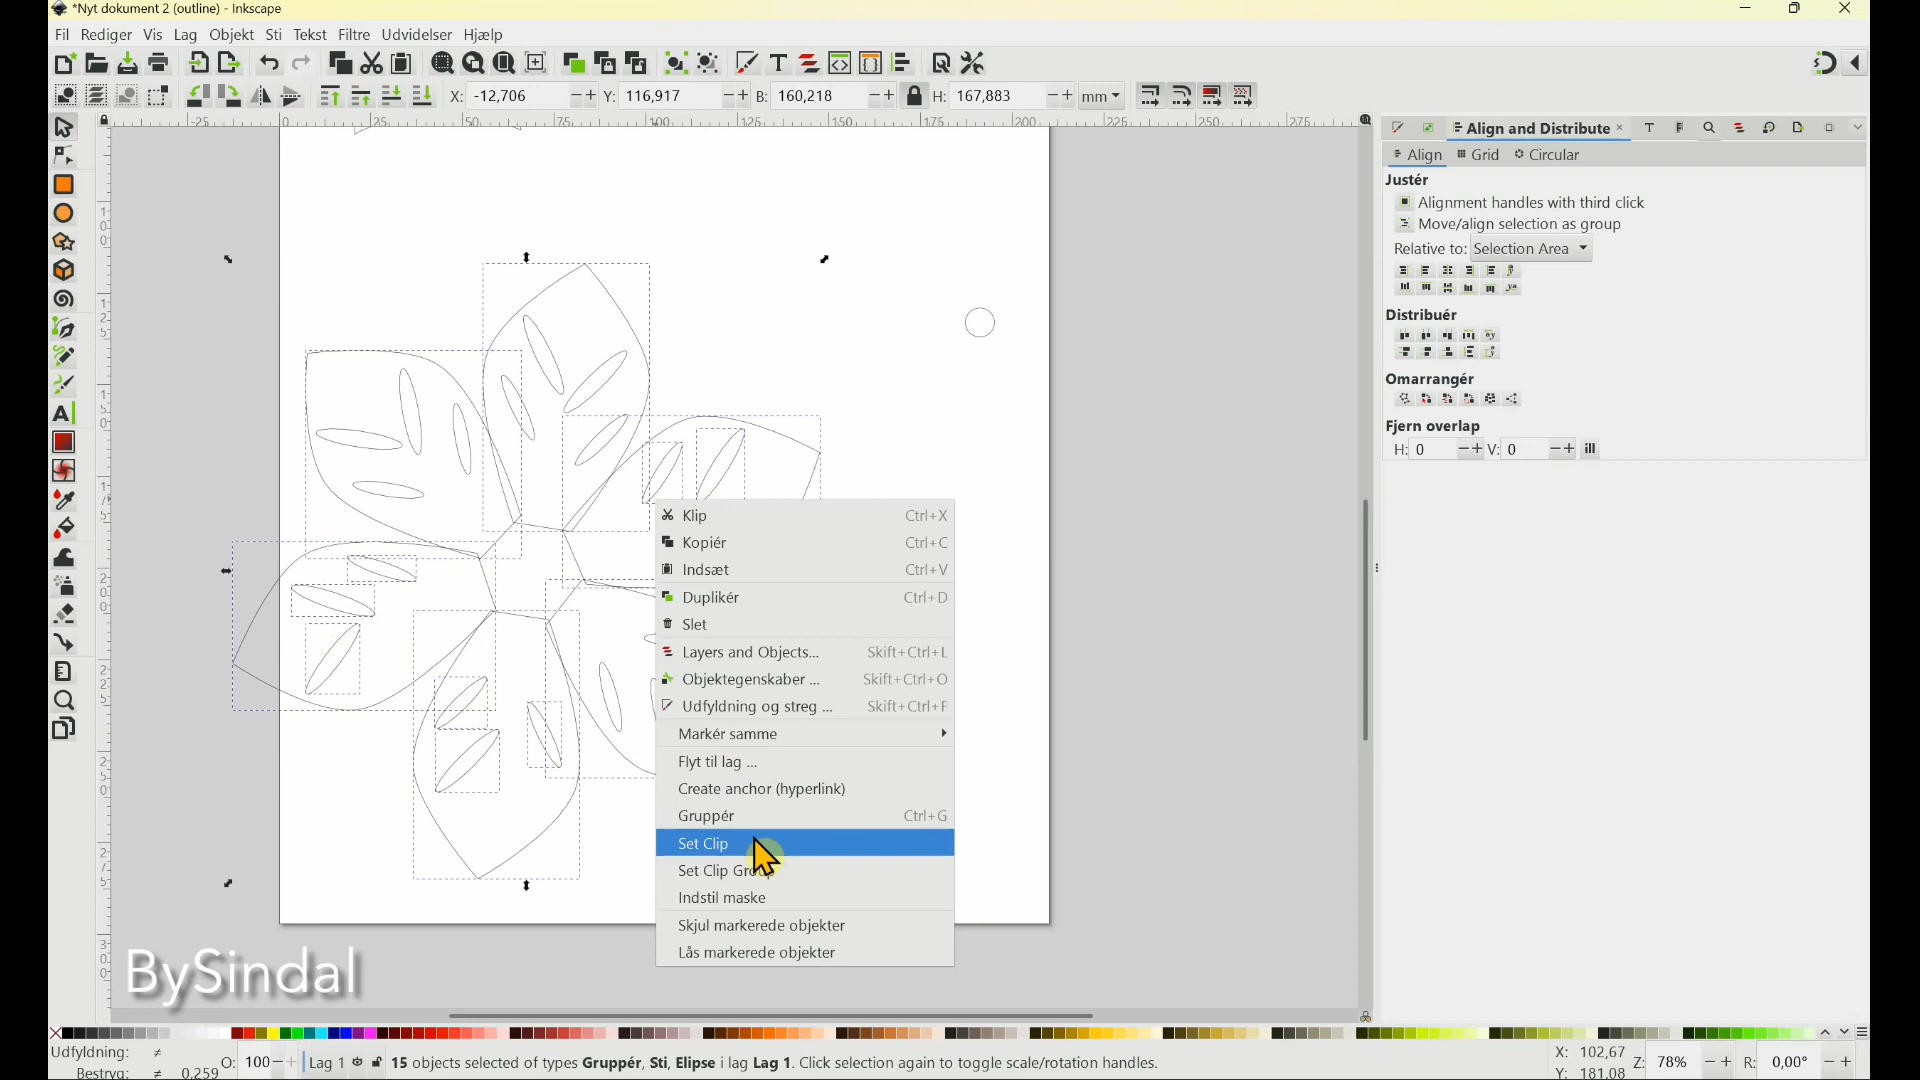 *Nyt dokument 2 (outline) - Inkscape
Fil Rediger Vis Lag Objekt Sti Tekst Filtre Udvidelser Hjælp
X: -12,706 Y: 116,917 B: 160,218 H: 167,883 mm
Align and Distribute
Align Grid Circular
Justér
Alignment handles with third click
Move/align selection as group
Relative to: Selection Area
Distribuér
Omarrangér
Fjern overlap
H: 0 V: 0
Klip Ctrl+X
Kopiér Ctrl+C
Indsæt Ctrl+V
Duplikér Ctrl+D
Slet
Layers and Objects... Skift+Ctrl+L
Objektegenskaber ... Skift+Ctrl+O
Udfyldning og streg ... Skift+Ctrl+F
Markér samme
Flyt til lag ...
Create anchor (hyperlink)
Gruppér Ctrl+G
Set Clip
Set Clip Group
Indstil maske
Skjul markerede objekter
Lås markerede objekter
BySindal
Udfyldning: O: 100 Lag 1 15 objects selected of types Gruppér, Sti, Elipse i lag Lag 1. Click selection again to toggle scale/rotation handles. X: 102,67 Z: 78% R: 0,00°
Bestryg: 0,259 Y: 181,08